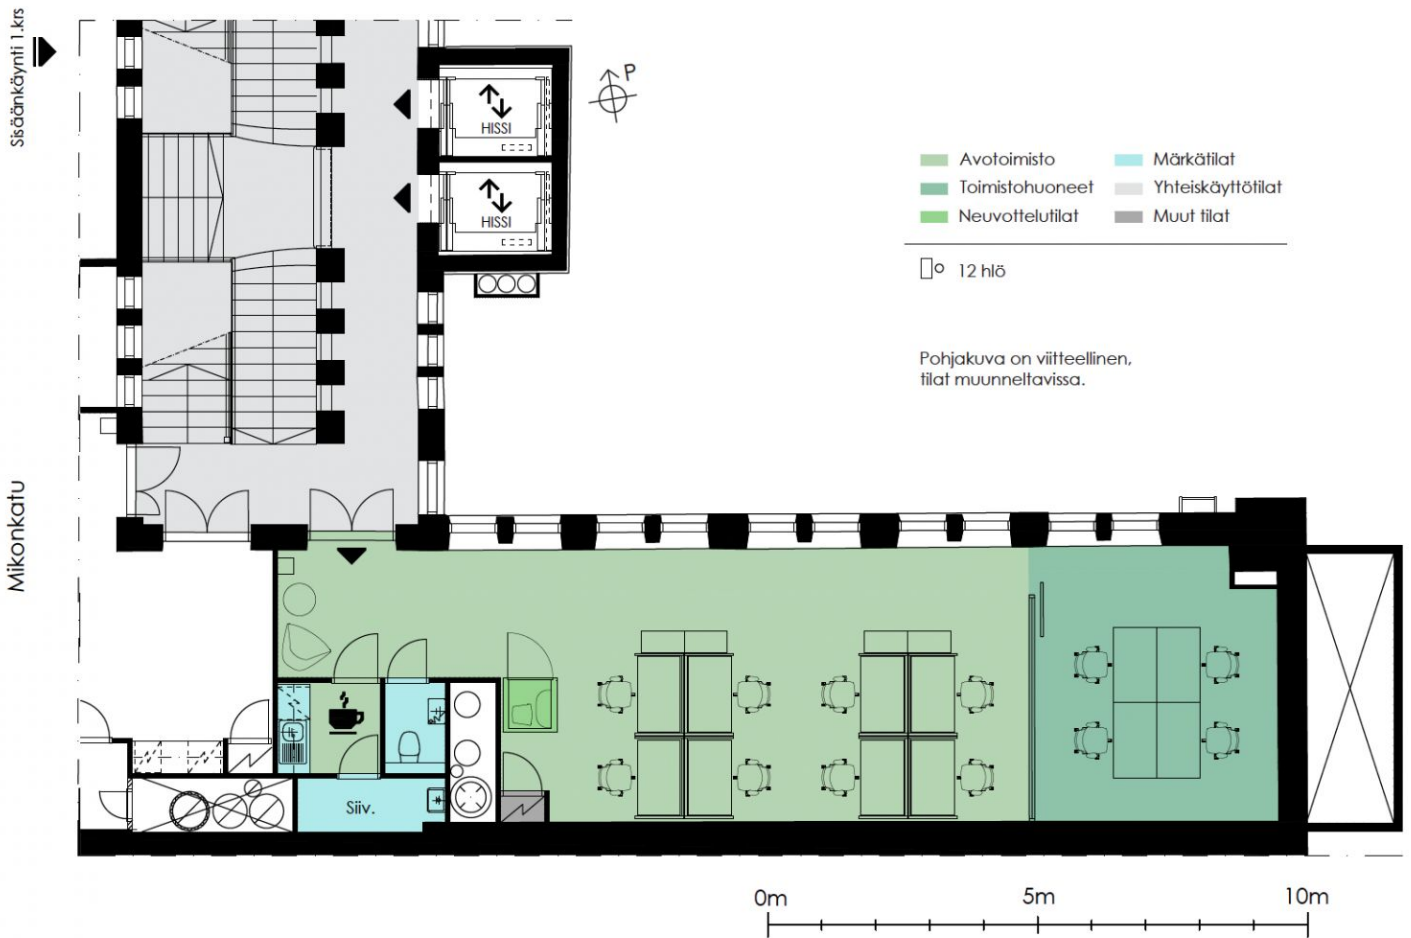 Sisäänkäynti 1.krs
Mikonkatu
HISSI
HISSI
P
Avotoimisto
Toimistohuoneet
Neuvottelutilat
Märkätilat
Yhteiskäyttötilat
Muut tilat
12 hlö
Pohjakuva on viitteellinen,
tilat muunneltavissa.
Siiv.
0m
5m
10m